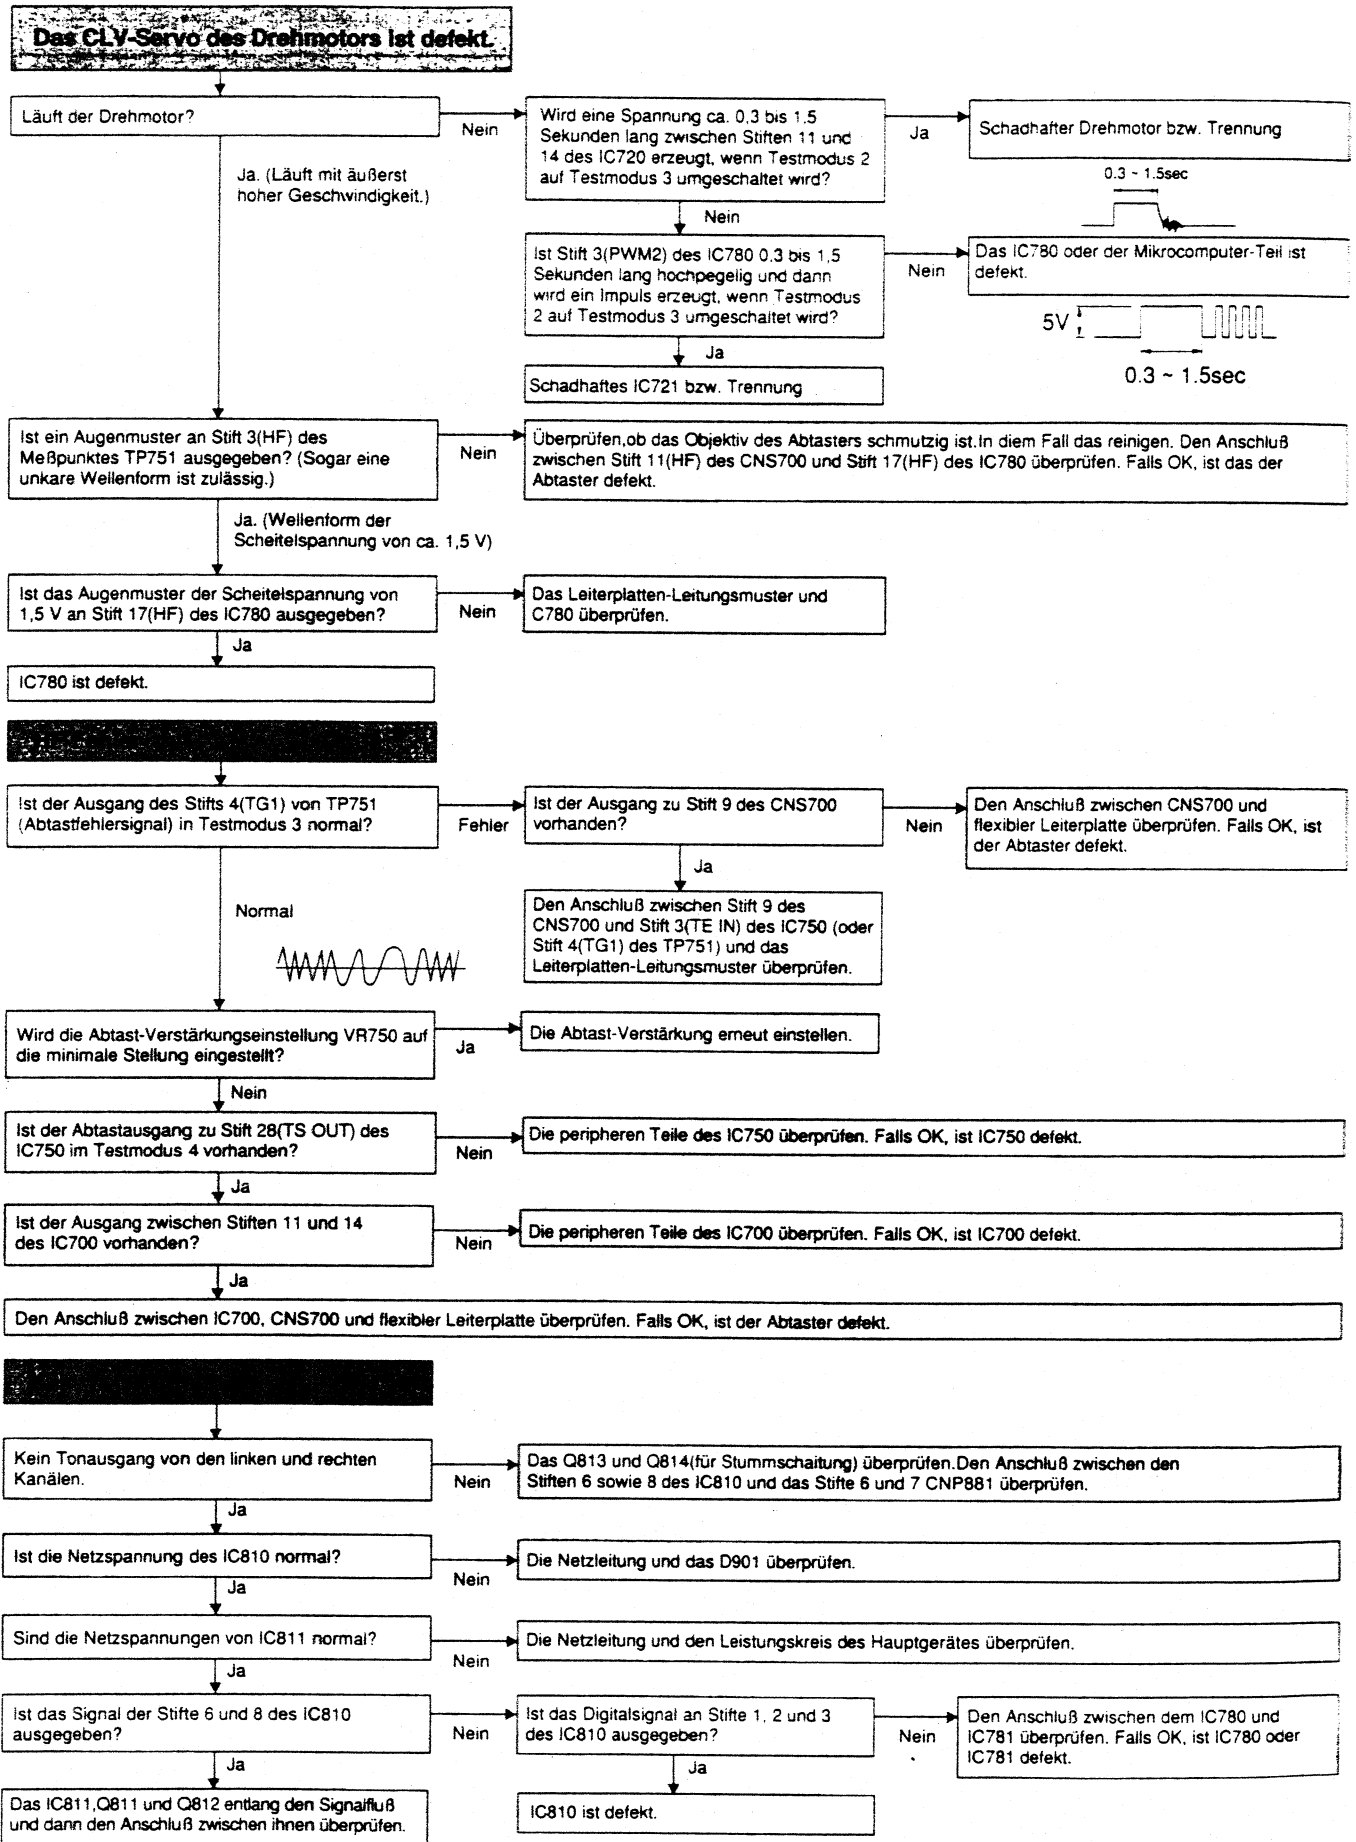 Das CLV-Servo des Drehmotors ist defekt.
Läuft der Drehmotor?
Nein
Wird eine Spannung ca. 0,3 bis 1,5
Sekunden lang zwischen Stiften 11 und
14 des IC720 erzeugt, wenn Testmodus 2
auf Testmodus 3 umgeschaltet wird?
Ja
Schadhafter Drehmotor bzw. Trennung
0.3 ~ 1.5sec
Ja. (Läuft mit äußerst
hoher Geschwindigkeit.)
Nein
Ist Stift 3(PWM2) des IC780 0.3 bis 1,5
Sekunden lang hochpegelig und dann
wird ein Impuls erzeugt, wenn Testmodus
2 auf Testmodus 3 umgeschaltet wird?
Nein
Das IC780 oder der Mikrocomputer-Teil ist
defekt.
5V
0.3 ~ 1.5sec
Ja
Schadhaftes IC721 bzw. Trennung
Ist ein Augenmuster an Stift 3(HF) des
Meßpunktes TP751 ausgegeben? (Sogar eine
unkare Wellenform ist zulässig.)
Nein
Überprüfen,ob das Objektiv des Abtasters schmutzig ist.In diem Fall das reinigen. Den Anschluß
zwischen Stift 11(HF) des CNS700 und Stift 17(HF) des IC780 überprüfen. Falls OK, ist das der
Abtaster defekt.
Ja. (Wellenform der
Scheitelspannung von ca. 1,5 V)
Ist das Augenmuster der Scheitelspannung von
1,5 V an Stift 17(HF) des IC780 ausgegeben?
Nein
Das Leiterplatten-Leitungsmuster und
C780 überprüfen.
Ja
IC780 ist defekt.
Ist der Ausgang des Stifts 4(TG1) von TP751
(Abtastfehlersignal) in Testmodus 3 normal?
Fehler
Ist der Ausgang zu Stift 9 des CNS700
vorhanden?
Nein
Den Anschluß zwischen CNS700 und
flexibler Leiterplatte überprüfen. Falls OK, ist
der Abtaster defekt.
Ja
Normal
Den Anschluß zwischen Stift 9 des
CNS700 und Stift 3(TE IN) des IC750 (oder
Stift 4(TG1) des TP751) und das
Leiterplatten-Leitungsmuster überprüfen.
Wird die Abtast-Verstärkungseinstellung VR750 auf
die minimale Stellung eingestellt?
Ja
Die Abtast-Verstärkung erneut einstellen.
Nein
Ist der Abtastausgang zu Stift 28(TS OUT) des
IC750 im Testmodus 4 vorhanden?
Nein
Die peripheren Teile des IC750 überprüfen. Falls OK, ist IC750 defekt.
Ja
Ist der Ausgang zwischen Stiften 11 und 14
des IC700 vorhanden?
Nein
Die peripheren Teile des IC700 überprüfen. Falls OK, ist IC700 defekt.
Ja
Den Anschluß zwischen IC700, CNS700 und flexibler Leiterplatte überprüfen. Falls OK, ist der Abtaster defekt.
Kein Tonausgang von den linken und rechten
Kanälen.
Nein
Das Q813 und Q814(für Stummschaitung) überprüfen.Den Anschluß zwischen den
Stiften 6 sowie 8 des IC810 und das Stifte 6 und 7 CNP881 überprüfen.
Ja
Ist die Netzspannung des IC810 normal?
Nein
Die Netzleitung und das D901 überprüfen.
Ja
Sind die Netzspannungen von IC811 normal?
Nein
Die Netzleitung und den Leistungskreis des Hauptgerätes überprüfen.
Ja
Ist das Signal der Stifte 6 und 8 des IC810
ausgegeben?
Nein
Ist das Digitalsignal an Stifte 1, 2 und 3
des IC810 ausgegeben?
Nein
Den Anschluß zwischen dem IC780 und
IC781 überprüfen. Falls OK, ist IC780 oder
IC781 defekt.
Ja
Ja
Das IC811,Q811 und Q812 entlang den Signalfluß
und dann den Anschluß zwischen ihnen überprüfen.
IC810 ist defekt.